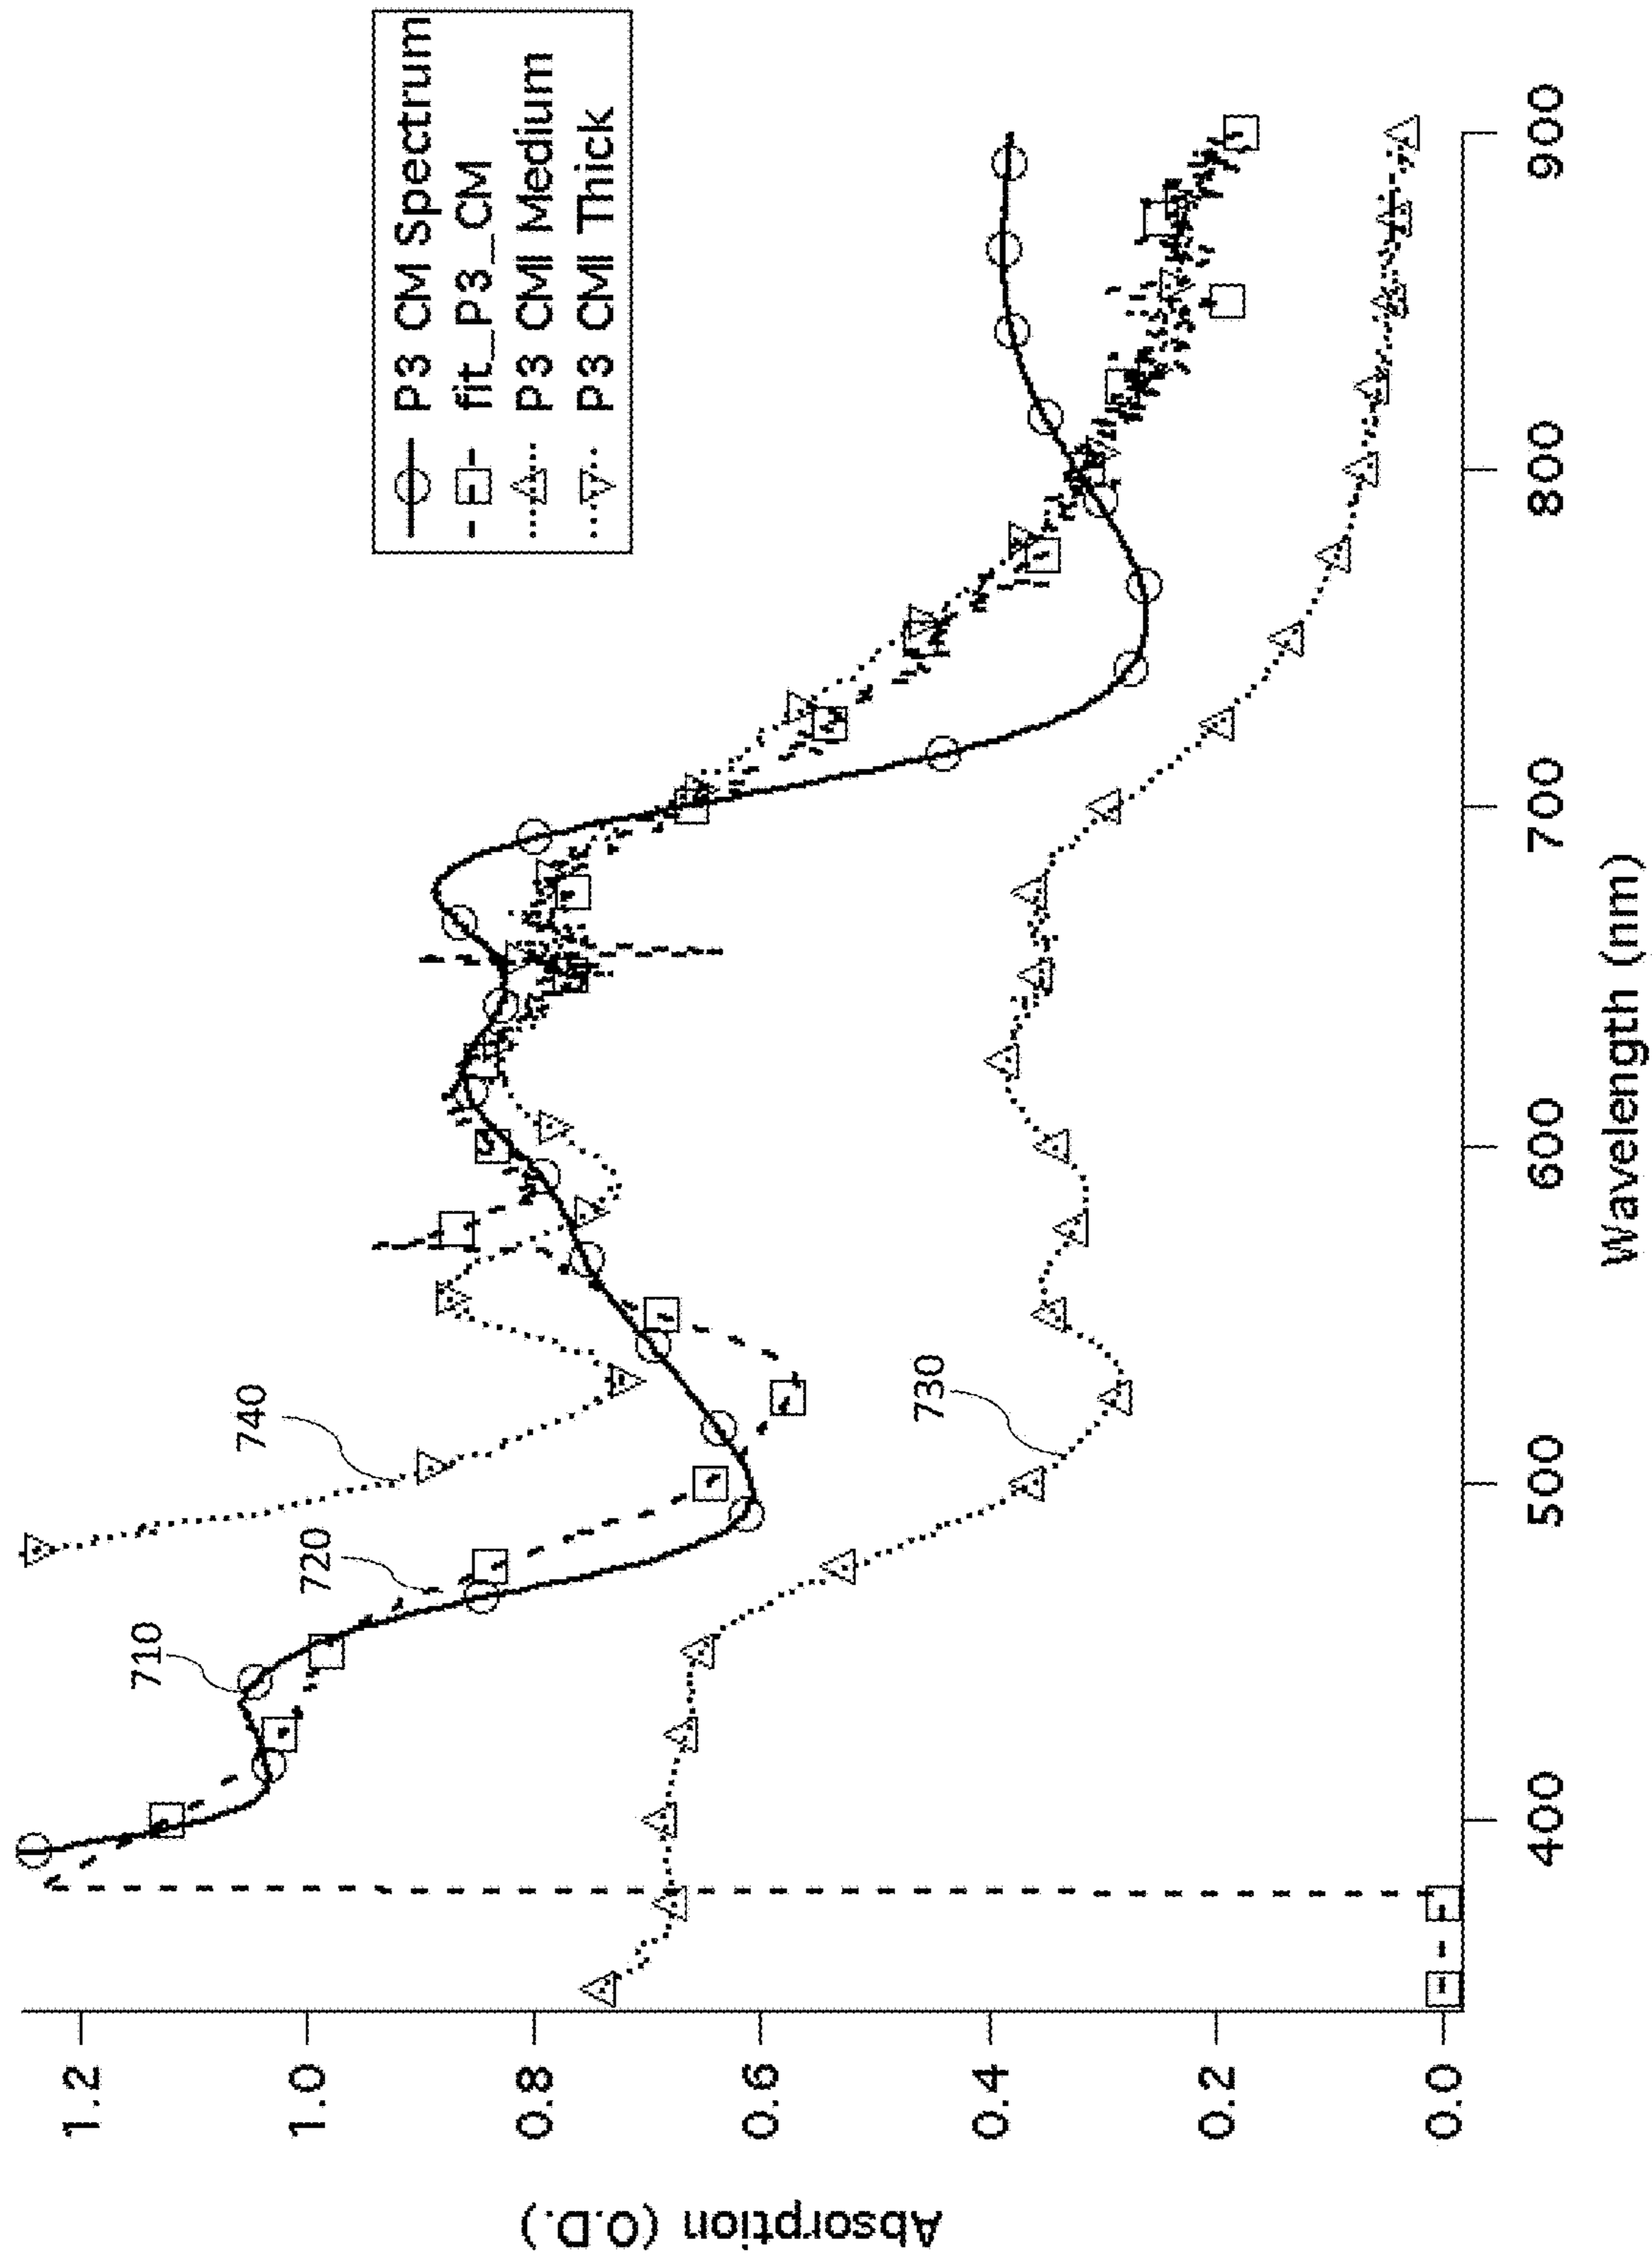 P3 CM Spectrum
fit_P3_CM
P3 CMI Medium
P3 CMI Thick
740
720
710
730
Absorption (O.D.)
1.2
1.0
0.8
0.6
0.4
0.2
0.0
400
500
600
700
800
900
Wavelength (nm)